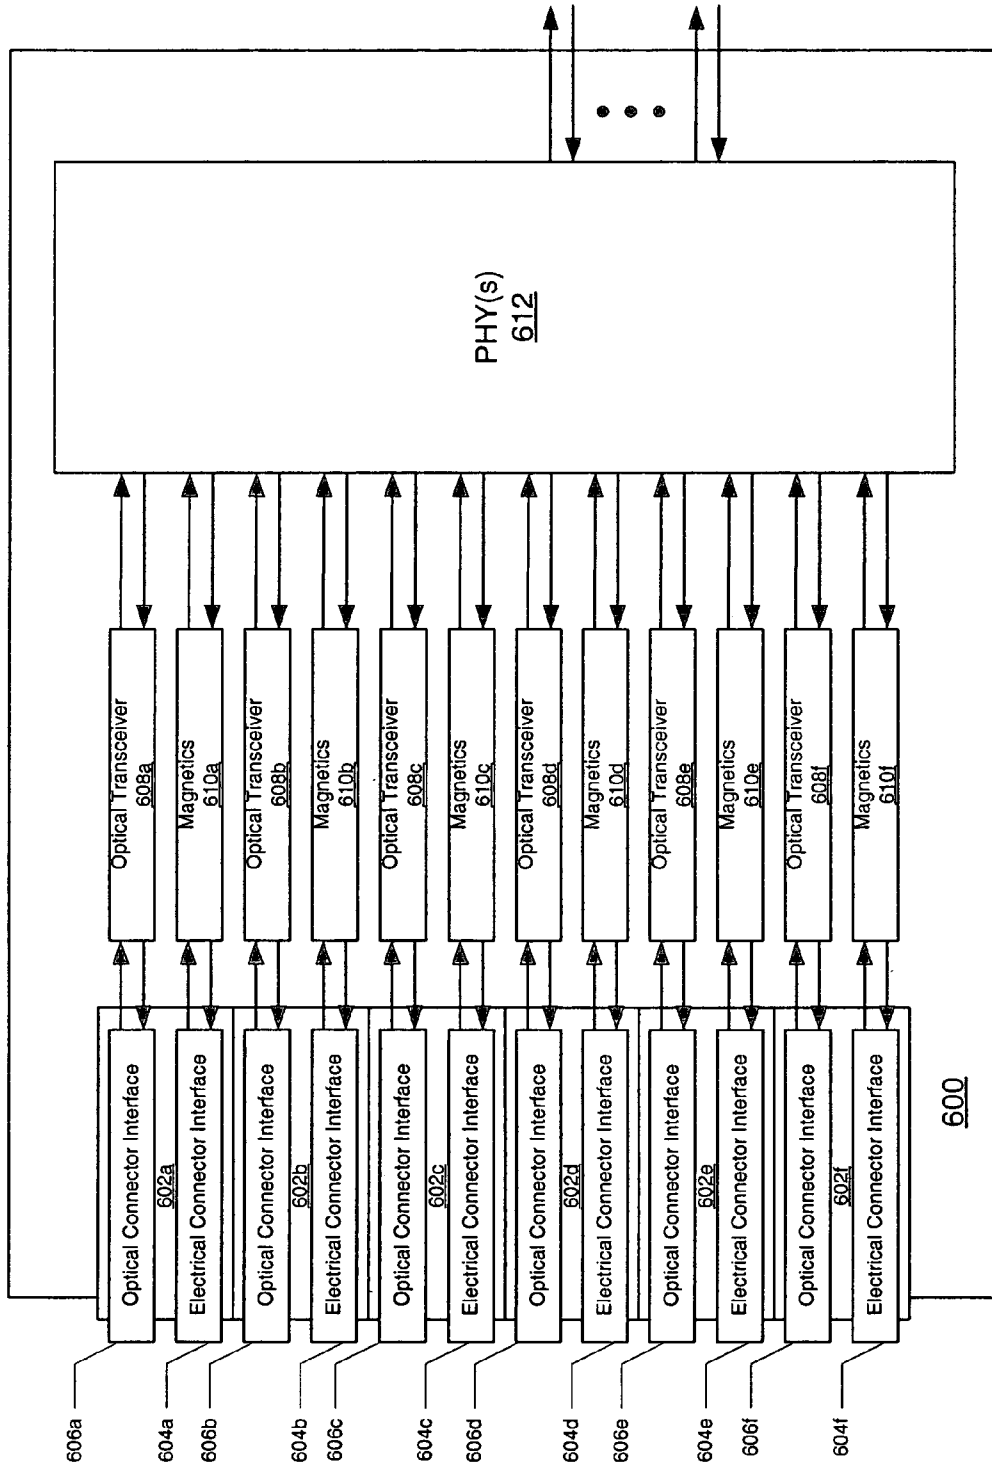 606a
604a
606b
604b
606c
604c
606d
604d
606e
604e
606f
604f
Optical Connector Interface
602a
Electrical Connector Interface
Optical Connector Interface
602b
Electrical Connector Interface
Optical Connector Interface
602c
Electrical Connector Interface
Optical Connector Interface
602d
Electrical Connector Interface
Optical Connector Interface
602e
Electrical Connector Interface
Optical Connector Interface
602f
Electrical Connector Interface
600
Optical Transceiver
608a
Magnetics
610a
Optical Transceiver
608b
Magnetics
610b
Optical Transceiver
608c
Magnetics
610c
Optical Transceiver
608d
Magnetics
610d
Optical Transceiver
608e
Magnetics
610e
Optical Transceiver
608f
Magnetics
610f
PHY(s)
612